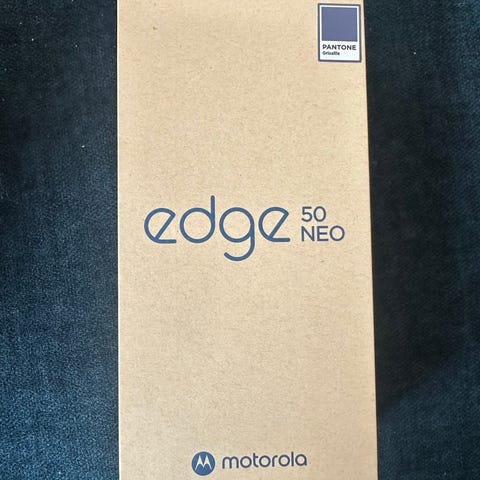 PANTONE
Grisaille
edge 50
NEO
motorola